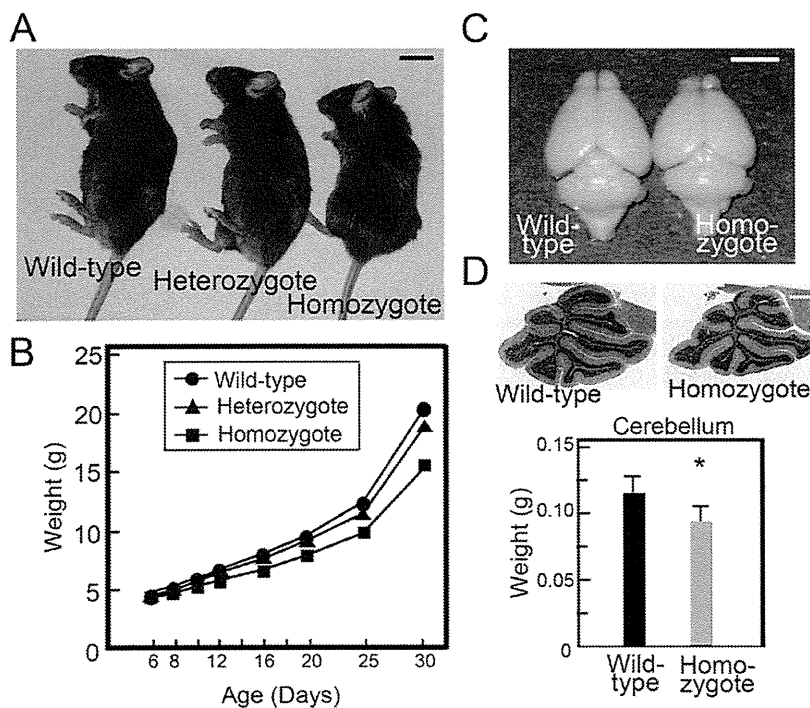 A
Wild-type
Heterozygote
Homozygote
B
25
20
15
10
5
0
Weight (g)
Wild-type
Heterozygote
Homozygote
6 8 12 16 20 25 30
Age (Days)
C
Wild-
type
Homo-
zygote
D
Wild-type
Homozygote
Cerebellum
0.15
0.10
0.05
0
Weight (g)
*
Wild-
type
Homo-
zygote